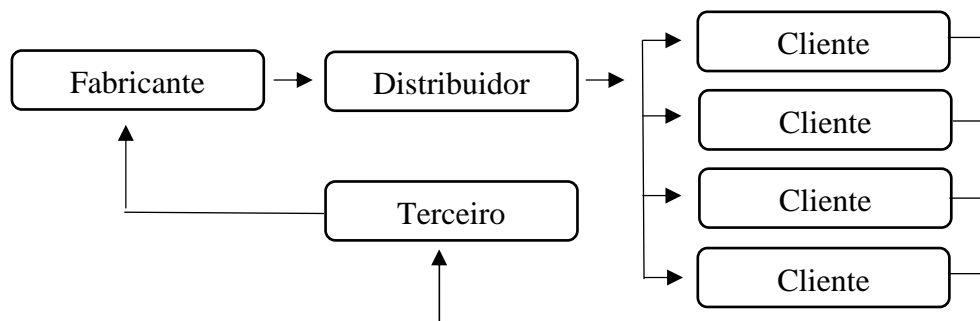 Cliente
Fabricante
Distribuidor
Cliente
Cliente
Terceiro
Cliente